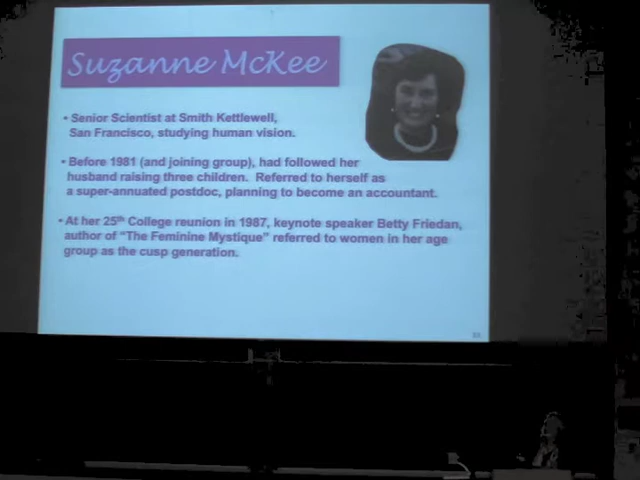 Suzanne McKee
• Senior Scientist at Smith Kettlewell,
San Francisco, studying human vision.
• Before 1981 (and joining group), had followed her
husband raising three children. Referred to herself as
a super-annuated postdoc, planning to become an accountant.
• At her 25th College reunion in 1987, keynote speaker Betty Friedan,
author of "The Feminine Mystique" referred to women in her age
group as the cusp generation.